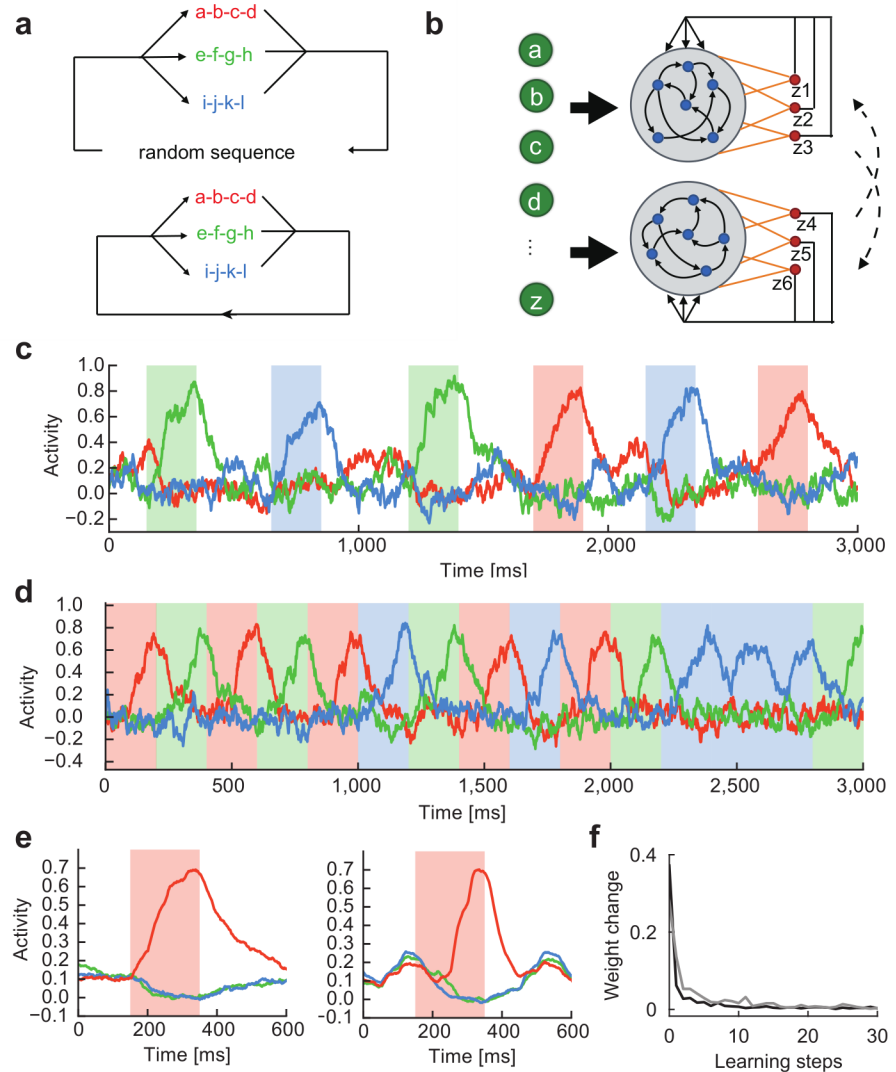 a
a-b-c-d
e-f-g-h
i-j-k-l
random sequence
a-b-c-d
e-f-g-h
i-j-k-l
b
a
b
c
d
...
z
z1
z2
z3
z4
z5
z6
c
1.0
0.8
0.6
0.4
0.2
0.0
−0.2
Activity
0 1,000 2,000 3,000
Time [ms]
d
1.0
0.8
0.6
0.4
0.2
0.0
−0.2
−0.4
Activity
0 500 1,000 1,500 2,000 2,500 3,000
Time [ms]
e
0.7
0.6
0.5
0.4
0.3
0.2
0.1
0.0
−0.1
Activity
200 400 600
Time [ms]
0.7
0.6
0.5
0.4
0.3
0.2
0.1
0.0
−0.1
0 200 400 600
Time [ms]
f
0.4
0.2
0
Weight change
0 10 20 30
Learning steps